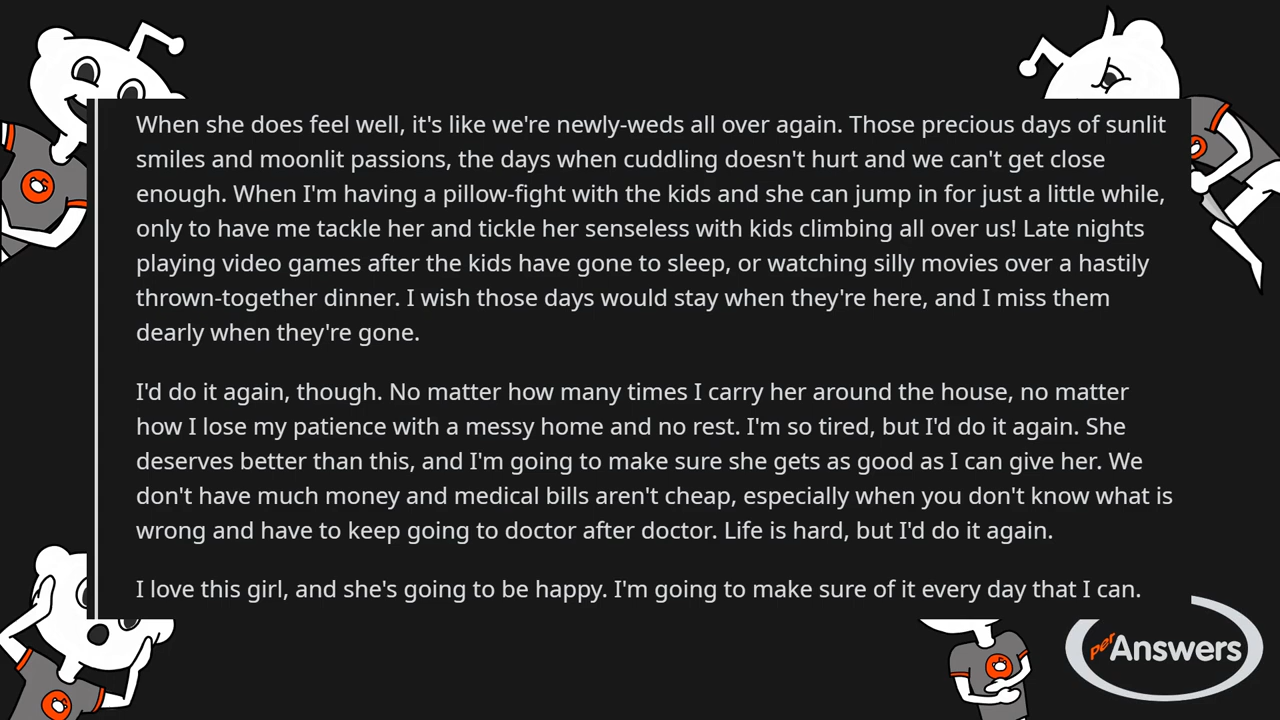 When she does feel well, it's like we're newly-weds all over again. Those precious days of sunlit
smiles and moonlit passions, the days when cuddling doesn't hurt and we can't get close
enough. When I'm having a pillow-fight with the kids and she can jump in for just a little while,
only to have me tackle her and tickle her senseless with kids climbing all over us! Late nights
playing video games after the kids have gone to sleep, or watching silly movies over a hastily
thrown-together dinner. I wish those days would stay when they're here, and I miss them
dearly when they're gone.
I'd do it again, though. No matter how many times I carry her around the house, no matter
how I lose my patience with a messy home and no rest. I'm so tired, but I'd do it again. She
deserves better than this, and I'm going to make sure she gets as good as I can give her. We
don't have much money and medical bills aren't cheap, especially when you don't know what is
wrong and have to keep going to doctor after doctor. Life is hard, but I'd do it again.
I love this girl, and she's going to be happy. I'm going to make sure of it every day that I can.
per Answers